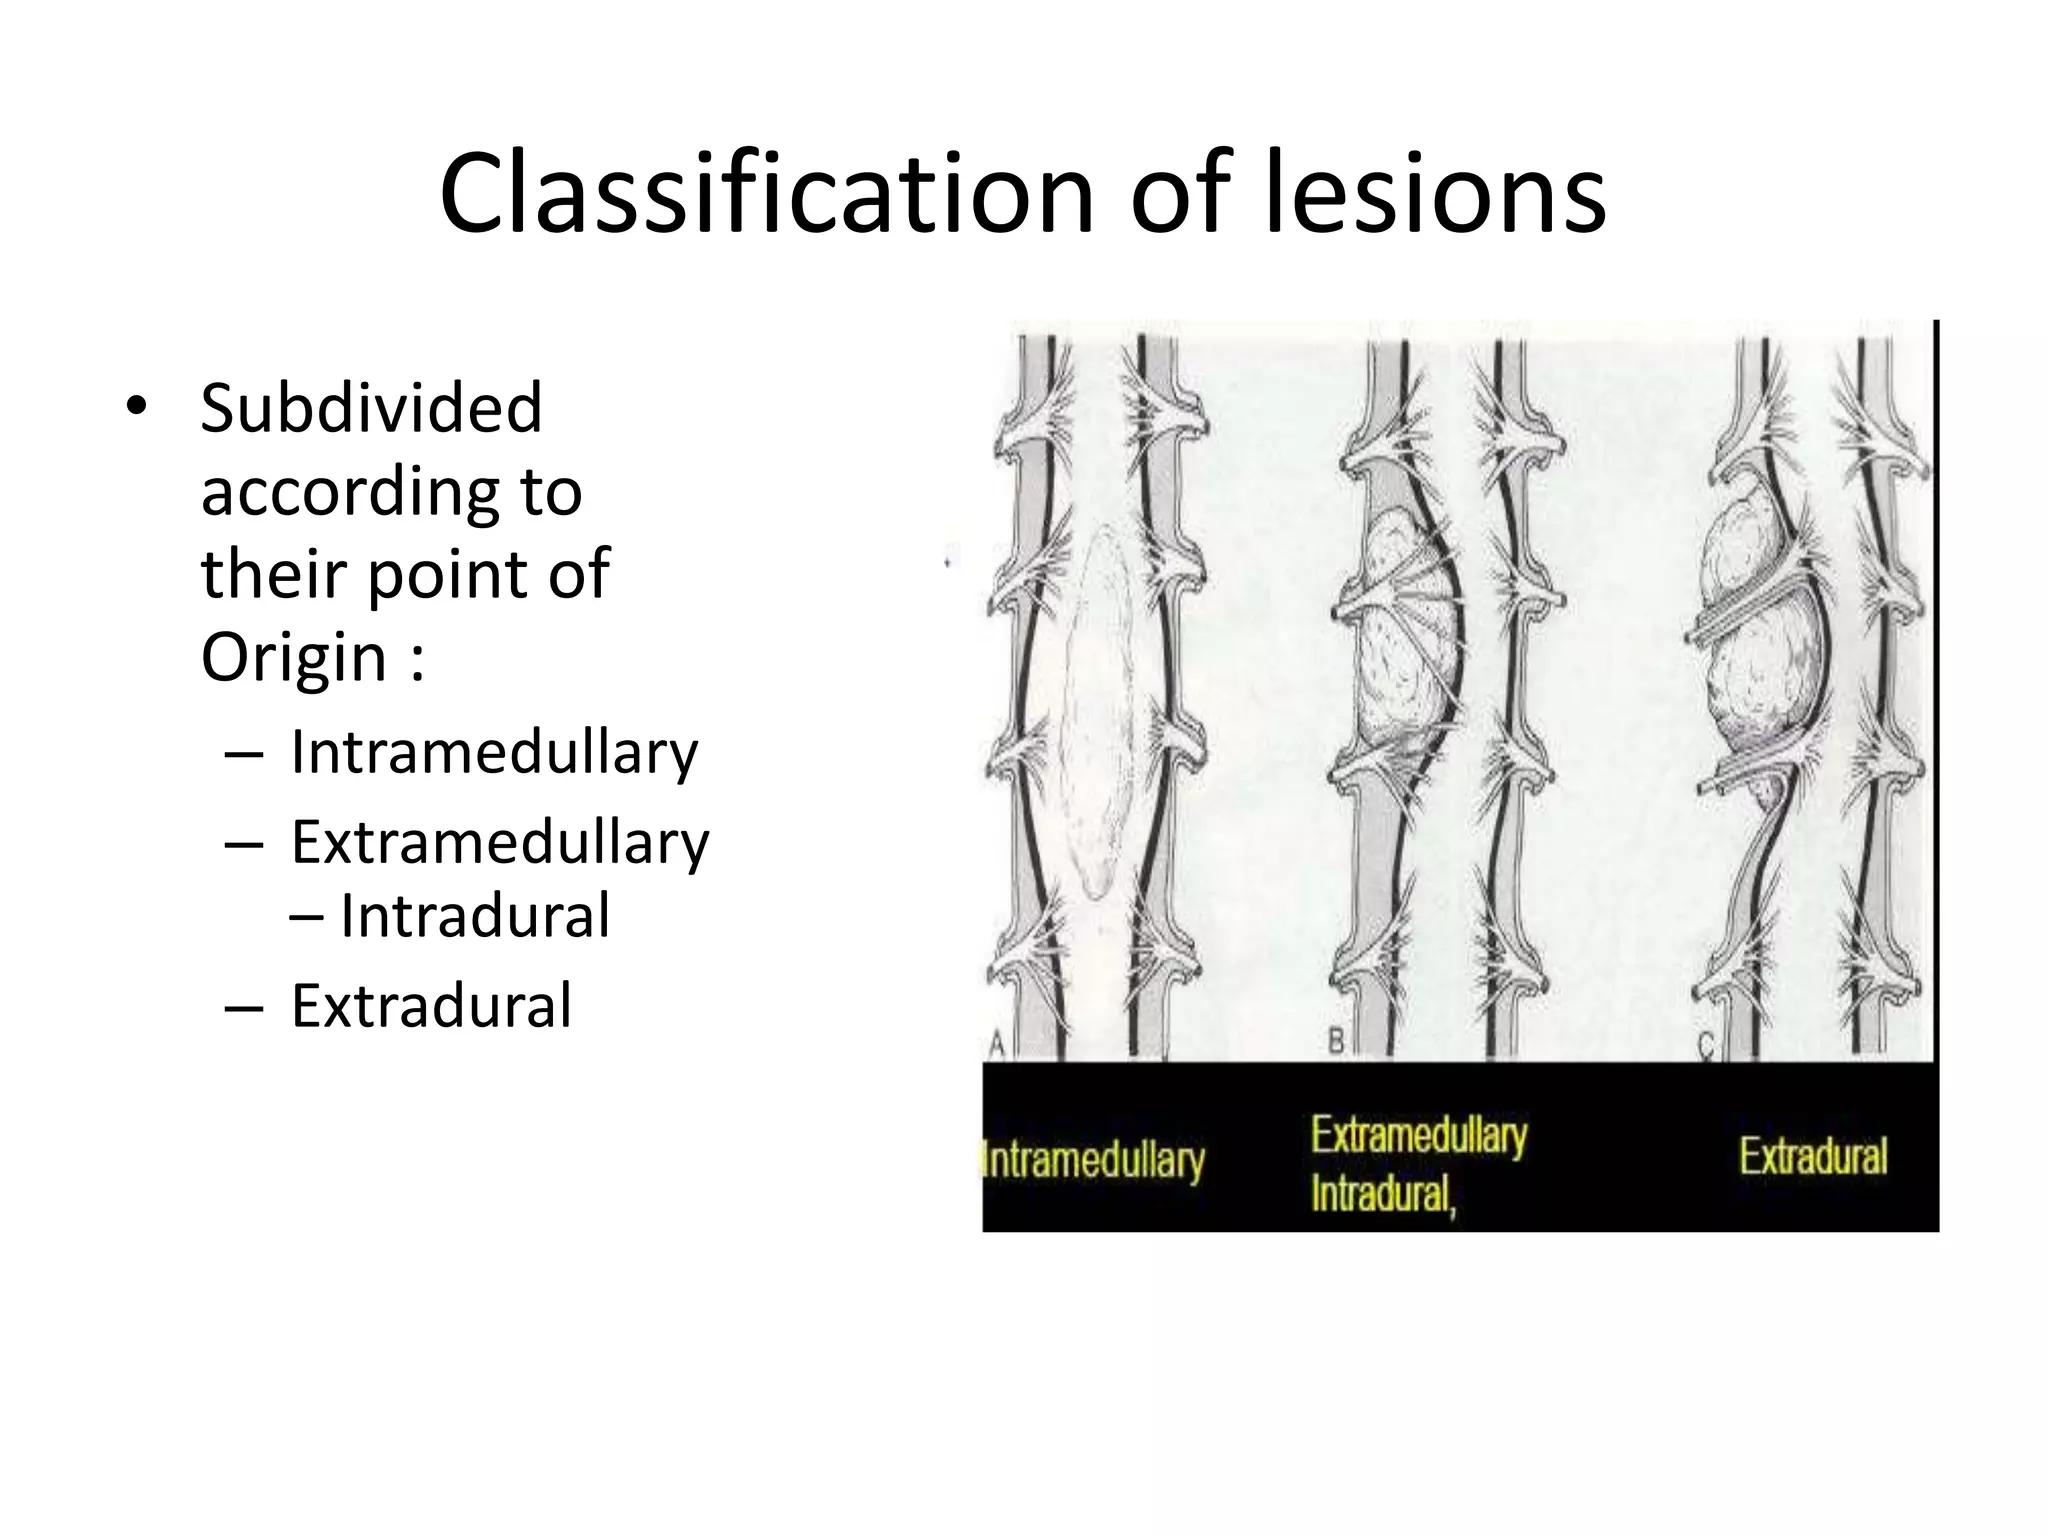 Classification of lesions
• Subdivided
according to
their point of
Origin :
– Intramedullary
– Extramedullary
– Intradural
– Extradural
A B C
Intramedullary
Extramedullary
Intradural,
Extradural